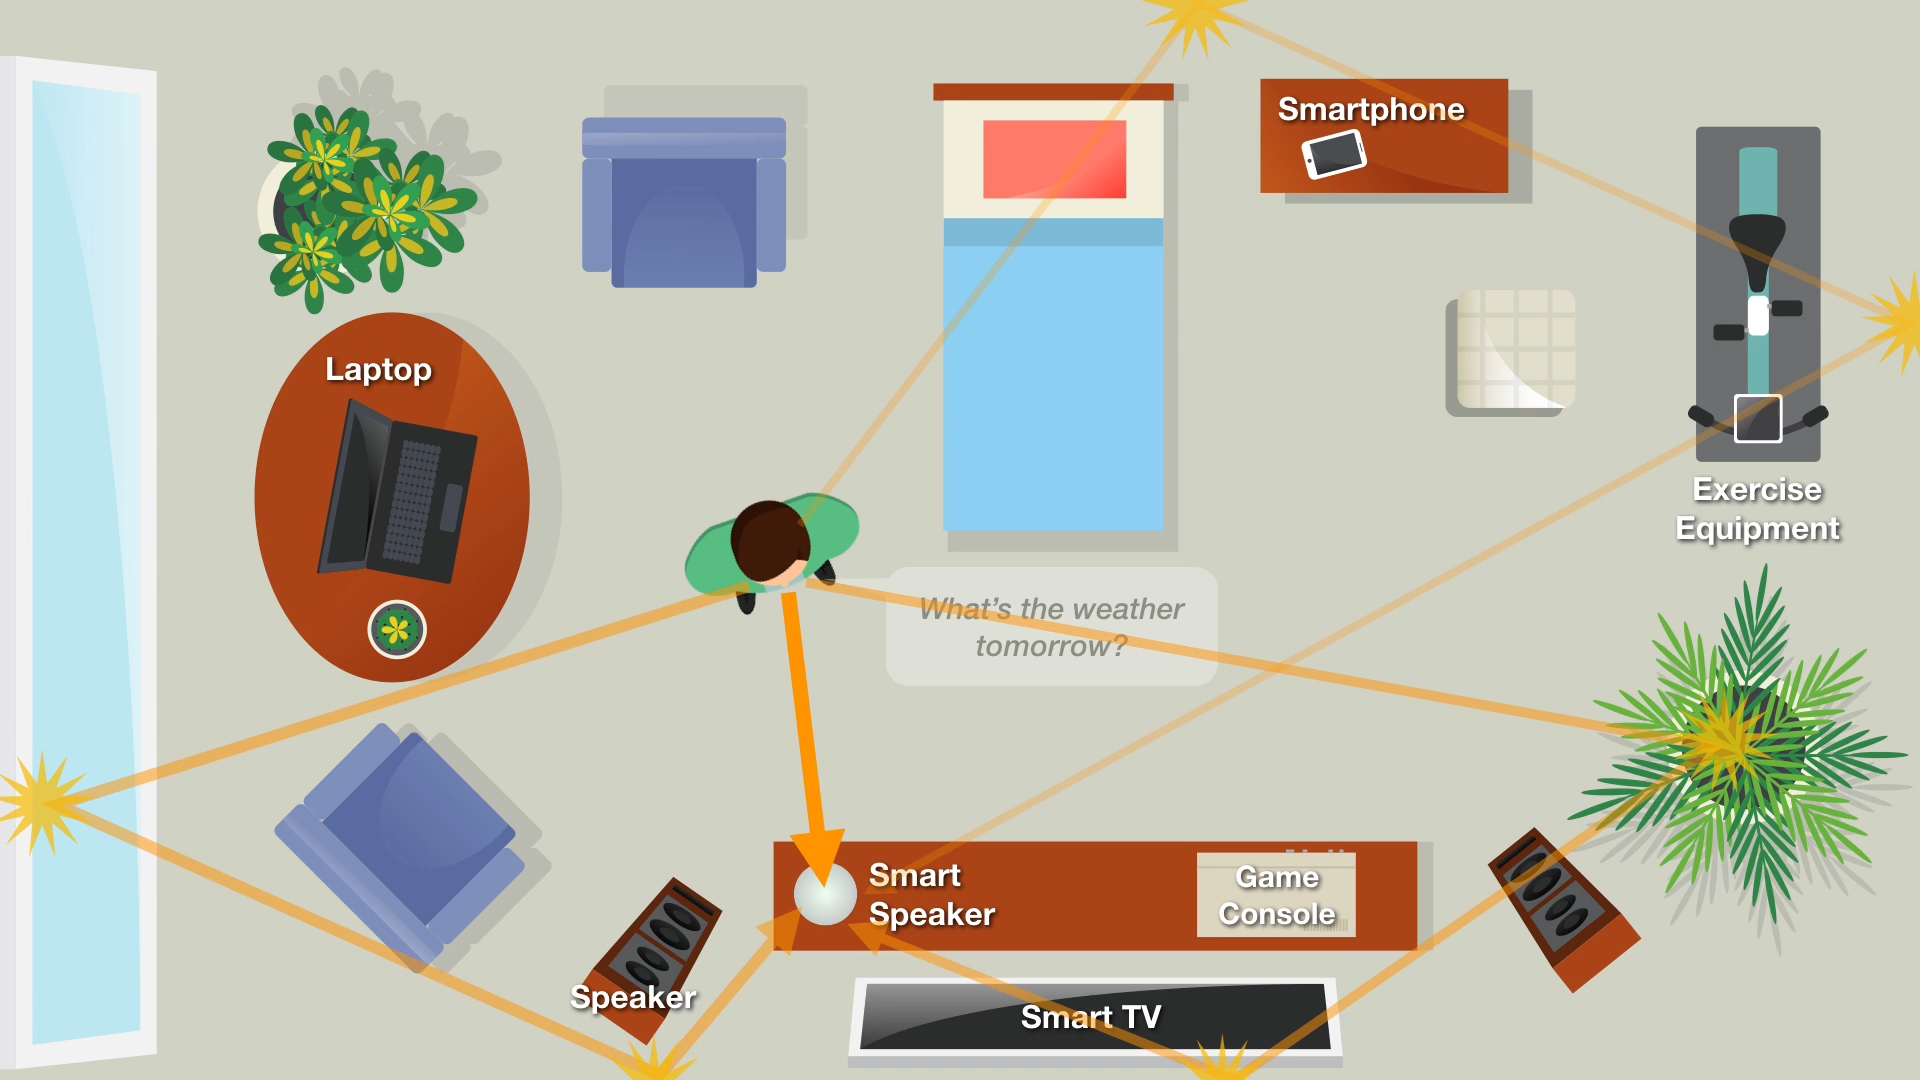 Smartphone
Laptop
Exercise
Equipment
What's the weather
tomorrow?
Smart
Speaker
Game
Console
Speaker
Smart TV